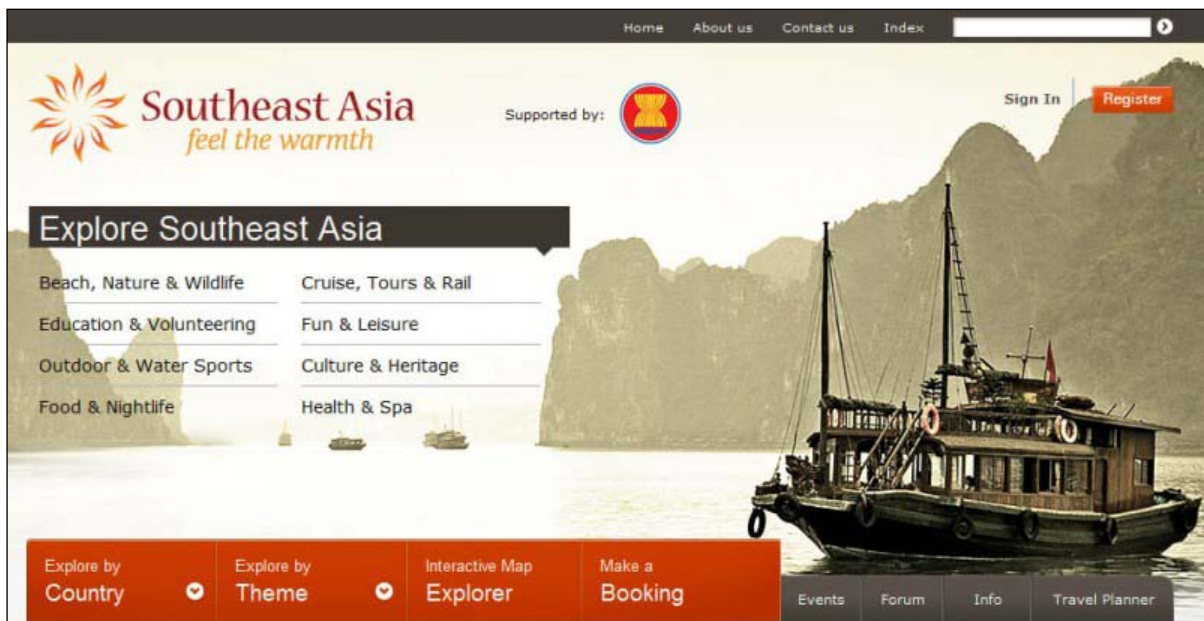 Home About us Contact us Index
Southeast Asia
feel the warmth
Supported by:
Sign In Register
Explore Southeast Asia
Beach, Nature & Wildlife Cruise, Tours & Rail
Education & Volunteering Fun & Leisure
Outdoor & Water Sports Culture & Heritage
Food & Nightlife Health & Spa
Explore by Explore by Interactive Map Make a
Country Theme Explorer Booking
Events Forum Info Travel Planner